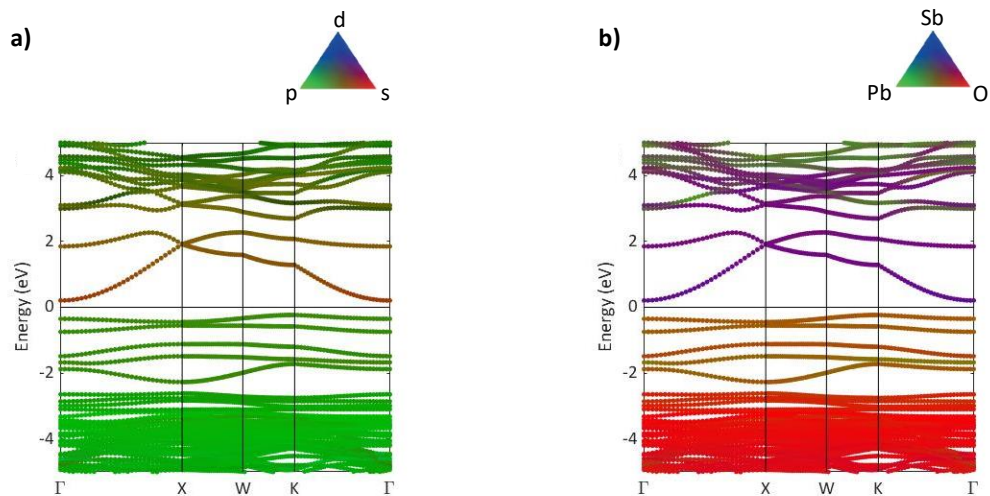 a)
d
p s
Energy (eV)
4
2
0
-2
-4
Γ X W K Γ
b)
Sb
Pb O
Energy (eV)
4
2
0
-2
-4
Γ X W K Γ